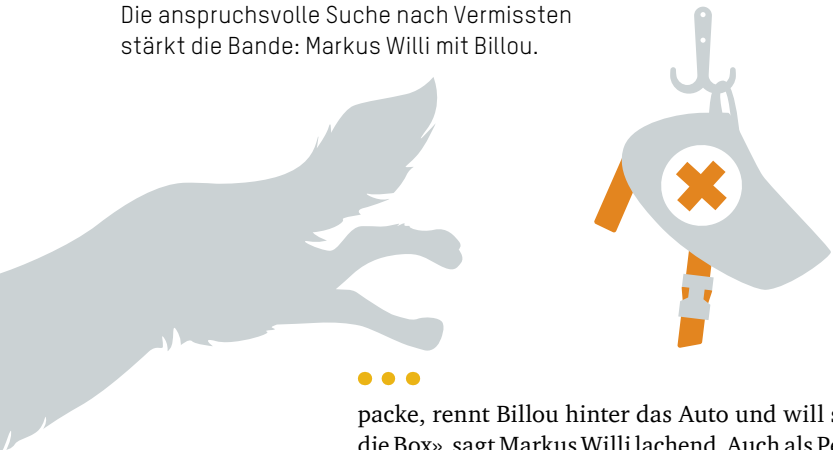 Die anspruchsvolle Suche nach Vermissten
stärkt die Bande: Markus Willi mit Billou.
packe, rennt Billou hinter das Auto und will
die Box», sagt Markus Willi lachend. Auch als